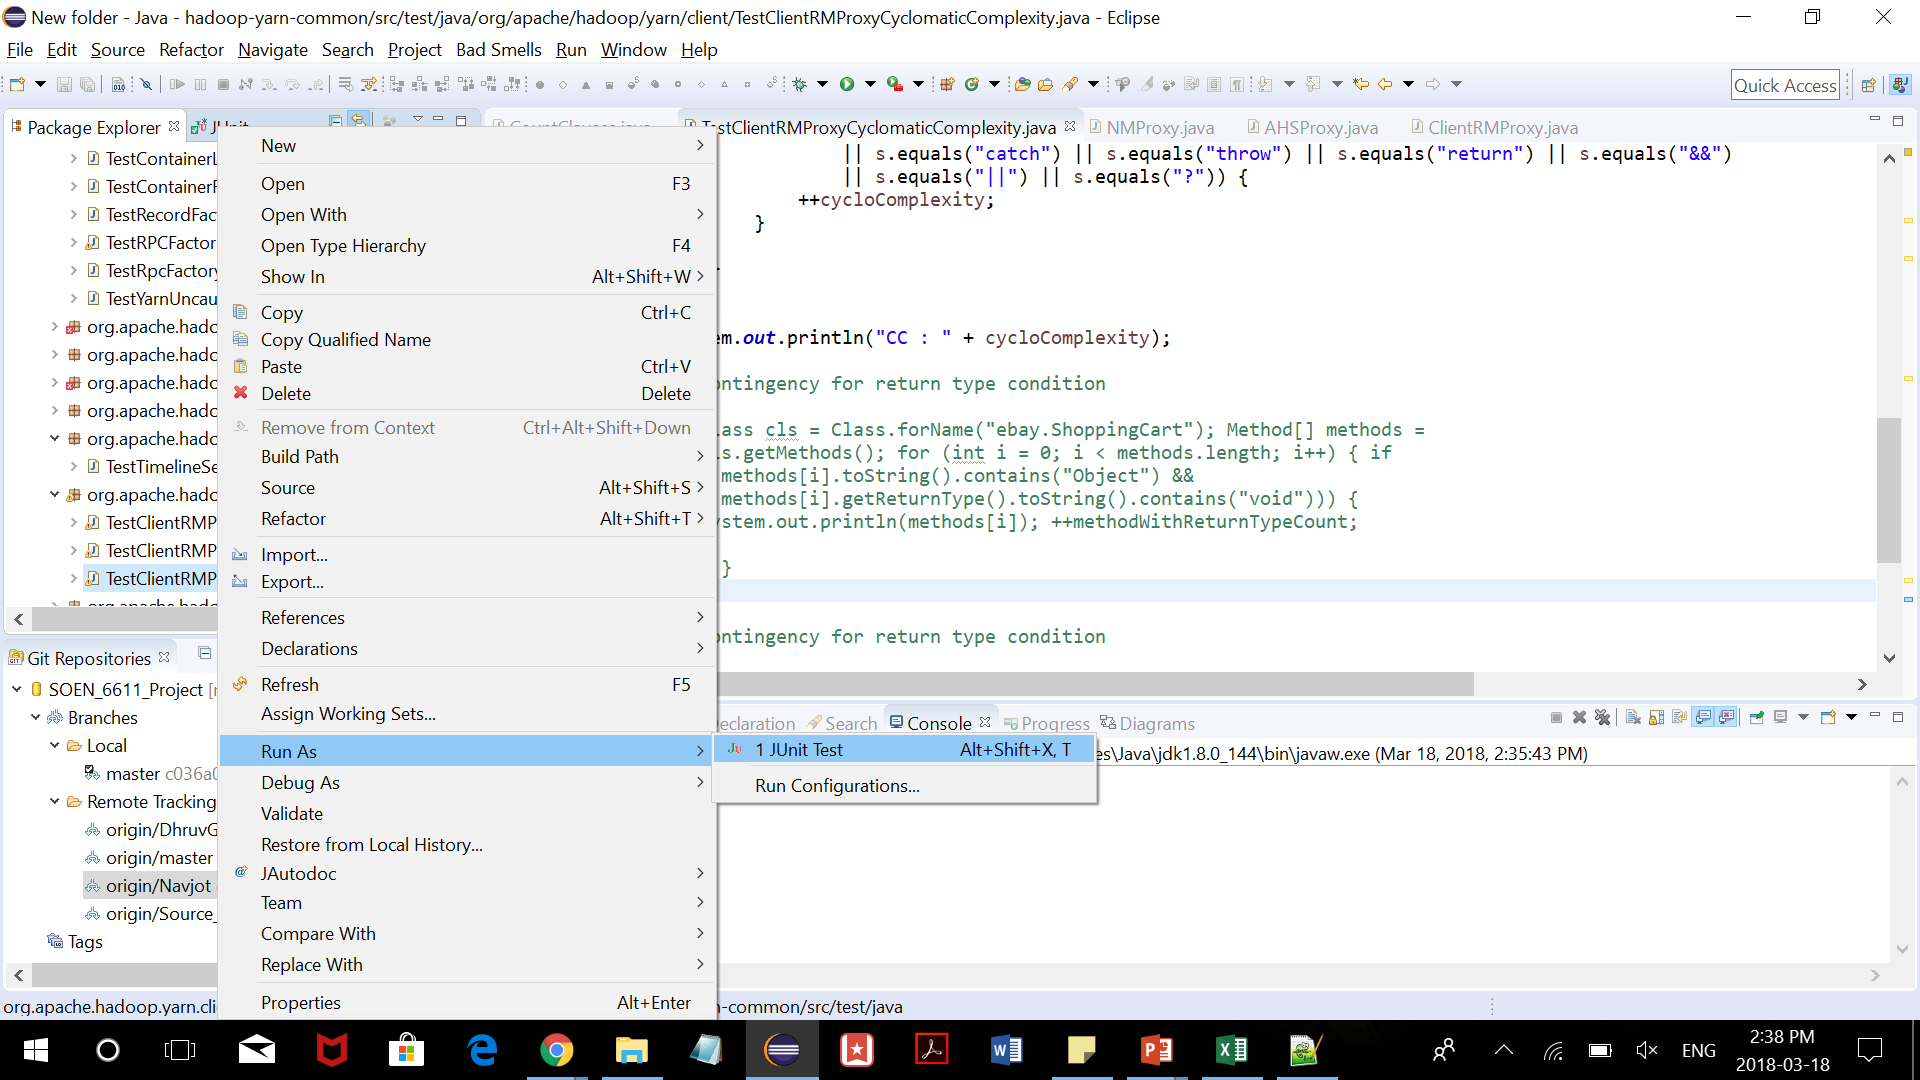 New folder - Java - hadoop-yarn-common/src/test/java/org/apache/hadoop/yarn/client/TestClientRMProxyCyclomaticComplexity.java - Eclipse
File Edit Source Refactor Navigate Search Project Bad Smells Run Window Help
Quick Access
Package Explorer
TestContainerL
TestContainerF
TestRecordFac
TestRPCFactor
TestRpcFactory
TestYarnUncau
org.apache.hado
org.apache.hado
org.apache.hado
org.apache.hado
org.apache.hado
TestTimelineSe
org.apache.hado
TestClientRMP
TestClientRMP
TestClientRMP
Git Repositories
SOEN_6611_Project
Branches
Local
master c036a0
Remote Tracking
origin/DhruvG
origin/master
origin/Navjot
origin/Source_
Tags
New
Open F3
Open With
Open Type Hierarchy F4
Show In Alt+Shift+W
Copy Ctrl+C
Copy Qualified Name
Paste Ctrl+V
Delete Delete
Remove from Context Ctrl+Alt+Shift+Down
Build Path
Source Alt+Shift+S
Refactor Alt+Shift+T
Import...
Export...
References
Declarations
Refresh F5
Assign Working Sets...
Run As
Debug As
Validate
Restore from Local History...
JAutodoc
Team
Compare With
Replace With
Properties Alt+Enter
1 JUnit Test Alt+Shift+X, T
Run Configurations...
TestClientRMProxyCyclomaticComplexity.java NMProxy.java AHSProxy.java ClientRMProxy.java
|| s.equals("catch") || s.equals("throw") || s.equals("return") || s.equals("&&")
|| s.equals("||") || s.equals("?")) {
++cycloComplexity;
}
em.out.println("CC : " + cycloComplexity);
ontingency for return type condition
lass cls = Class.forName("ebay.ShoppingCart"); Method[] methods =
ls.getMethods(); for (int i = 0; i < methods.length; i++) { if
methods[i].toString().contains("Object") &&
methods[i].getReturnType().toString().contains("void"))) {
ystem.out.println(methods[i]); ++methodWithReturnTypeCount;
}
ontingency for return type condition
eclaration Search Console Progress Diagrams
es\Java\jdk1.8.0_144\bin\javaw.exe (Mar 18, 2018, 2:35:43 PM)
org.apache.hadoop.yarn.cli
n-common/src/test/java
ENG
2:38 PM
2018-03-18